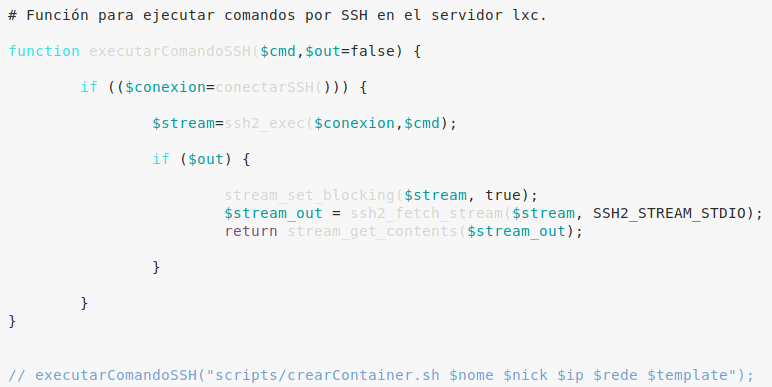 # Función para ejecutar comandos por SSH en el servidor lxc.
function executarComandoSSH($cmd,$out=false) {
if (($conexion=conectarSSH())) {
$stream=ssh2_exec($conexion,$cmd);
if ($out) {
stream_set_blocking($stream, true);
$stream_out = ssh2_fetch_stream($stream, SSH2_STREAM_STDIO);
return stream_get_contents($stream_out);
}
}
}
// executarComandoSSH("scripts/crearContainer.sh $nome $nick $ip $rede $template");